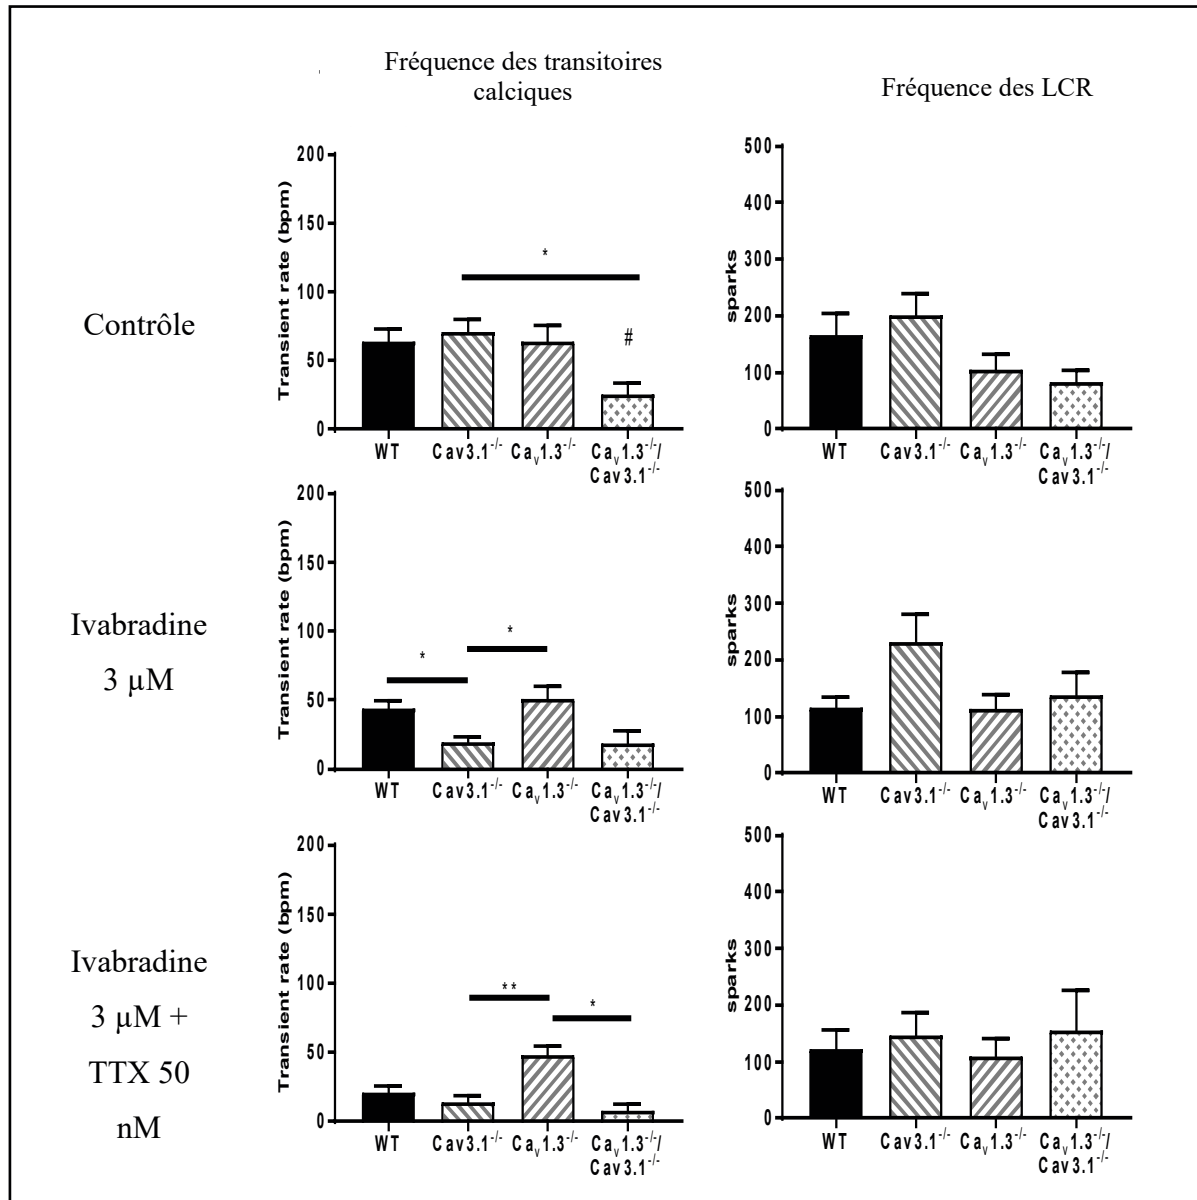 Fréquence des transitoires
calciques
Fréquence des LCR
Contrôle
Transient rate (bpm)
200
150
100
50
0
*
#
WT
Cav3.1-/-
Cav1.3-/-
Cav1.3-/-/
Cav3.1-/-
sparks
500
400
300
200
100
0
WT
Cav3.1-/-
Cav1.3-/-
Cav1.3-/-/
Cav3.1-/-
Ivabradine
3 µM
Transient rate (bpm)
200
150
100
50
0
*
*
WT
Cav3.1-/-
Cav1.3-/-
Cav1.3-/-/
Cav3.1-/-
sparks
500
400
300
200
100
0
WT
Cav3.1-/-
Cav1.3-/-
Cav1.3-/-/
Cav3.1-/-
Ivabradine
3 µM +
TTX 50
nM
Transient rate (bpm)
200
150
100
50
0
**
*
WT
Cav3.1-/-
Cav1.3-/-
Cav1.3-/-/
Cav3.1-/-
sparks
500
400
300
200
100
0
WT
Cav3.1-/-
Cav1.3-/-
Cav1.3-/-/
Cav3.1-/-